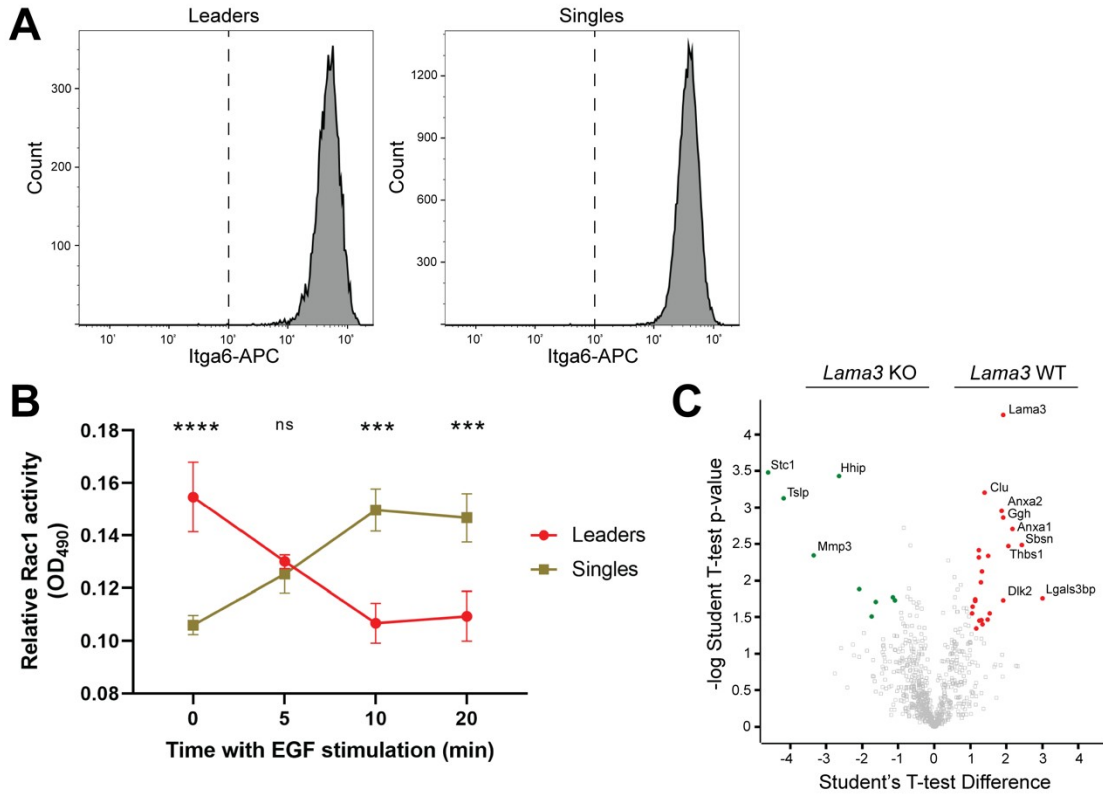 A
Leaders
Singles
300
200
100
Count
Itga6-APC
1200
900
600
300
Count
Itga6-APC
B
Relative Rac1 activity
(OD490)
0.18
0.16
0.14
0.12
0.10
0.08
**** ns *** ***
Leaders
Singles
0 5 10 20
Time with EGF stimulation (min)
C
Lama3 KO
Lama3 WT
-log Student T-test p-value
4
3.5
3
2.5
2
1.5
1
0.5
0
Lama3
Stc1
Hhip
Tslp
Clu
Anxa2
Ggh
Anxa1
Sbsn
Mmp3
Thbs1
Dlk2
Lgals3bp
-4 -3 -2 -1 0 1 2 3 4
Student's T-test Difference